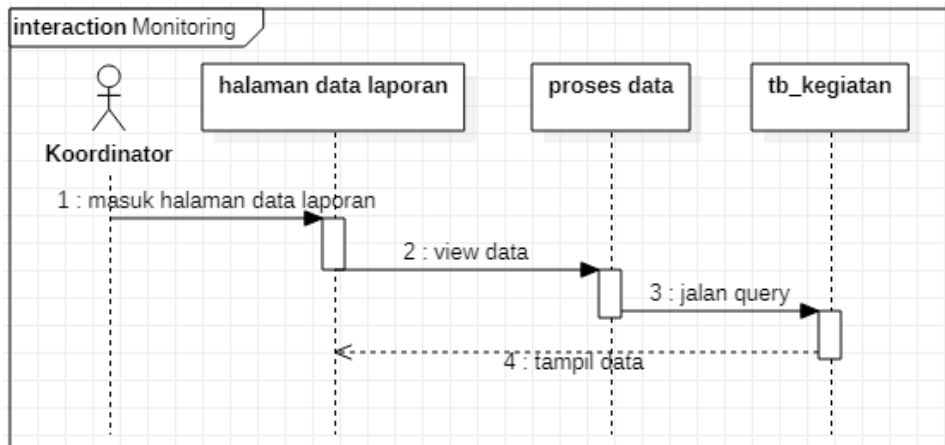 interaction Monitoring
halaman data laporan
proses data
tb_kegiatan
Koordinator
1 : masuk halaman data laporan
2 : view data
3 : jalan query
4 : tampil data